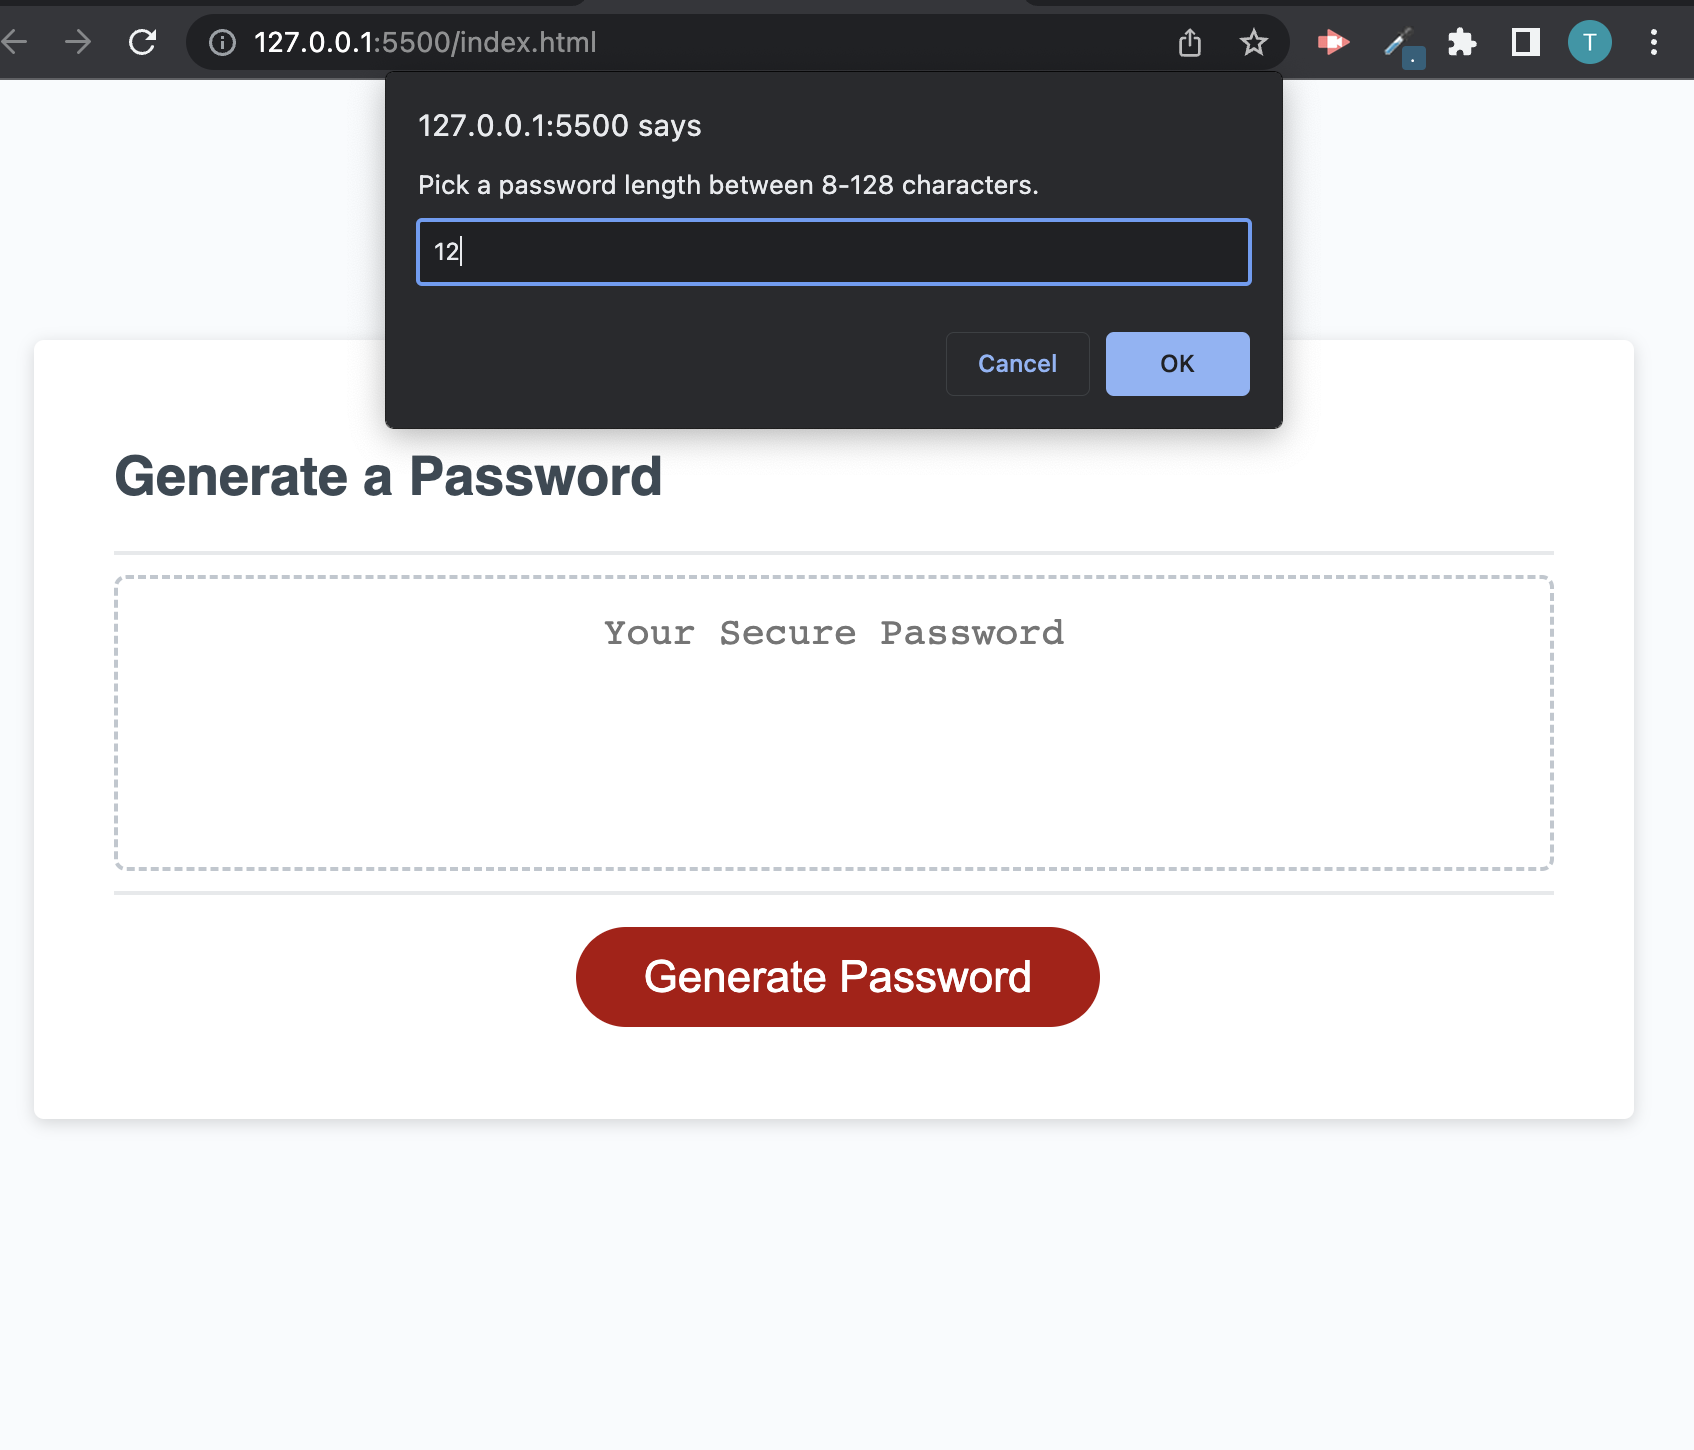 127.0.0.1:5500/index.html
T
127.0.0.1:5500 says
Pick a password length between 8-128 characters.
12
Cancel
OK
Generate a Password
Your Secure Password
Generate Password